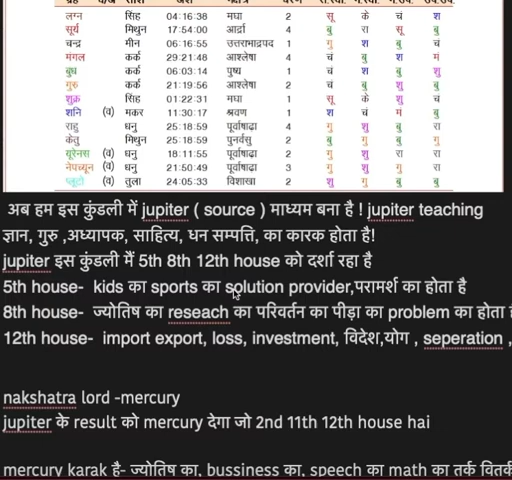 लग्न सिंह 04:16:38 मघा 2 सू के चं श
सूर्य मिथुन 17:54:00 आर्द्रा 4 बु रा सू बु
चन्द्र मीन 06:16:55 उत्तराभाद्रपद 1 गु श बु चं
मंगल कर्क 29:21:48 आश्लेषा 4 चं बु श मं
बुध कर्क 06:03:14 पुष्य 1 चं श बु शु
गुरु कर्क 21:19:56 आश्लेषा 2 चं बु शु बु
शुक्र सिंह 01:22:31 मघा 1 सू के शु चं
शनि (व) मकर 11:30:17 श्रवण 1 श चं मं बु
राहु धनु 25:18:59 पूर्वाषाढा 4 गु शु बु रा
केतु मिथुन 25:18:59 पुनर्वसु 2 बु गु बु गु
यूरेनस (व) धनु 18:11:55 पूर्वाषाढा 2 गु शु रा रा
नेपच्यून (व) धनु 21:50:49 पूर्वाषाढा 3 गु शु गु रा
प्लूटो (व) तुला 24:05:33 विशाखा 2 शु गु बु बु
अब हम इस कुंडली में jupiter ( source ) माध्यम बना है ! jupiter teaching
ज्ञान, गुरु ,अध्यापक, साहित्य, धन सम्पत्ति, का कारक होता है!
jupiter इस कुंडली मैं 5th 8th 12th house को दर्शा रहा है
5th house- kids का sports का solution provider,परामर्श का होता है
8th house- ज्योतिष का reseach का परिवर्तन का पीड़ा का problem का होता
12th house- import export, loss, investment, विदेश,योग , seperation ,
nakshatra lord -mercury
jupiter के result को mercury देगा जो 2nd 11th 12th house hai
mercury karak है- ज्योतिष का, bussiness का, speech का math का तर्क वितर्क